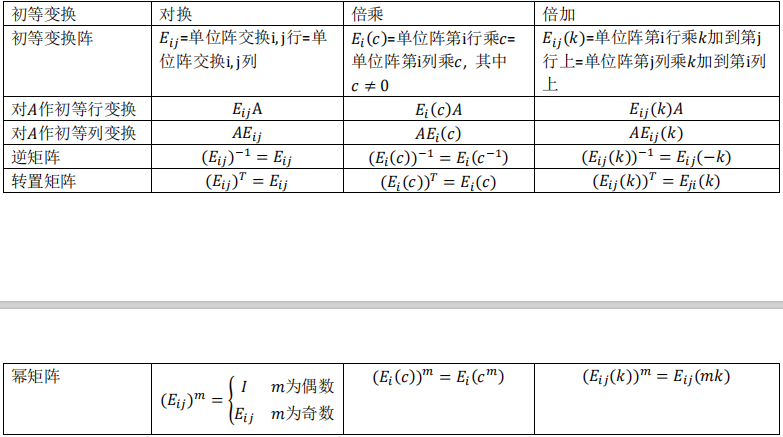 初等变换 对换 倍乘 倍加
初等变换阵 E_{ij}=单位阵交换i,j行=单 E_i(c)=单位阵第i行乘c= E_{ij}(k)=单位阵第i行乘k加到第j
位阵交换i,j列 单位阵第i列乘c, 其中 行上=单位阵第j列乘k加到第i列
c ≠ 0 上
对A作初等行变换 E_{ij}A E_i(c)A E_{ij}(k)A
对A作初等列变换 AE_{ij} AE_i(c) AE_{ij}(k)
逆矩阵 (E_{ij})^{-1} = E_{ij} (E_i(c))^{-1} = E_i(c^{-1}) (E_{ij}(k))^{-1} = E_{ij}(-k)
转置矩阵 (E_{ij})^T = E_{ij} (E_i(c))^T = E_i(c) (E_{ij}(k))^T = E_{ji}(k)
幂矩阵 (E_{ij})^m = { I m为偶数 (E_i(c))^m = E_i(c^m) (E_{ij}(k))^m = E_{ij}(mk)
E_{ij} m为奇数